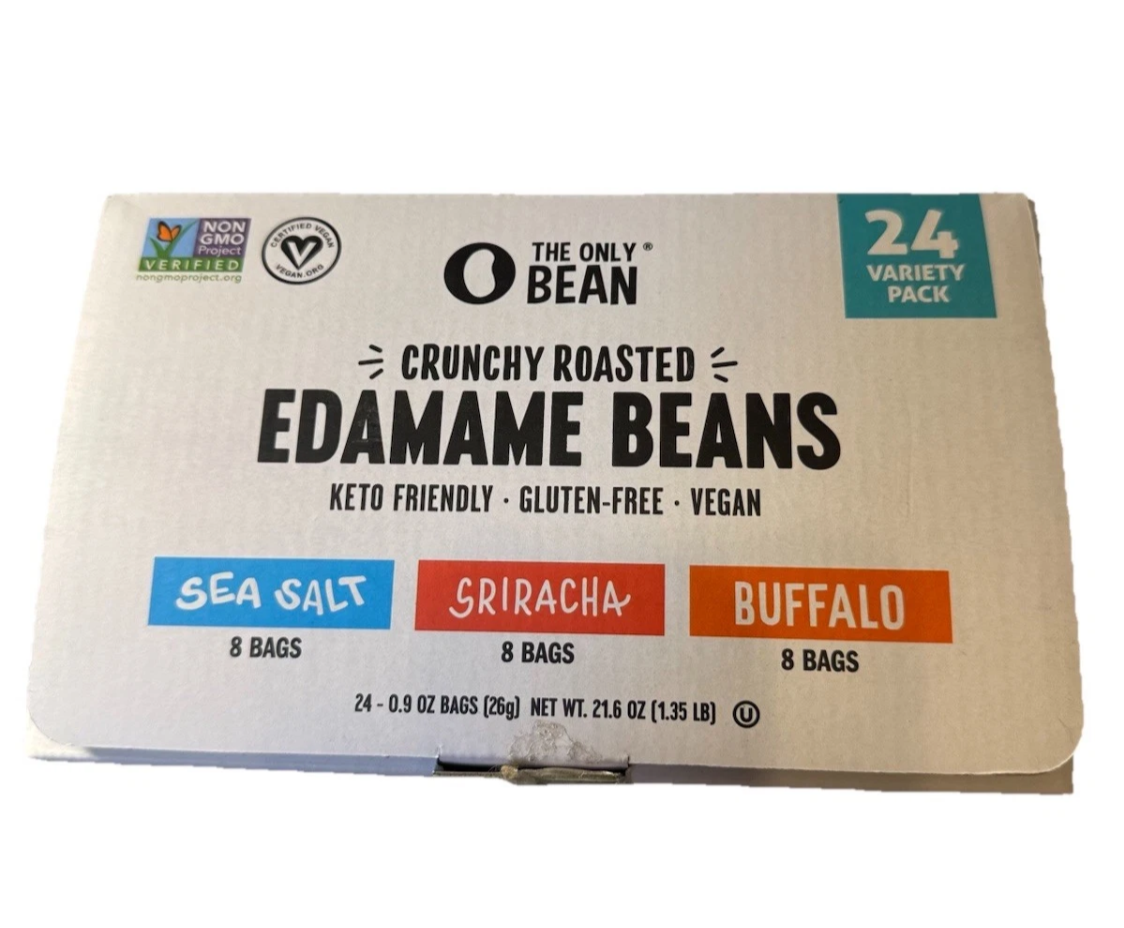 NON
GMO
Project
VERIFIED
nongmoproject.org
CERTIFIED VEGAN
VEGAN.ORG
THE ONLY®
BEAN
24
VARIETY
PACK
CRUNCHY ROASTED
EDAMAME BEANS
KETO FRIENDLY · GLUTEN-FREE · VEGAN
SEA SALT
8 BAGS
SRIRACHA
8 BAGS
BUFFALO
8 BAGS
24 - 0.9 OZ BAGS (26g) NET WT. 21.6 OZ (1.35 LB) U